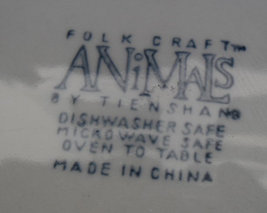 FOLK CRAFT™
ANiMALS
BY TIENSHAN®
DISHWASHER SAFE
MICROWAVE SAFE
OVEN TO TABLE
MADE IN CHINA